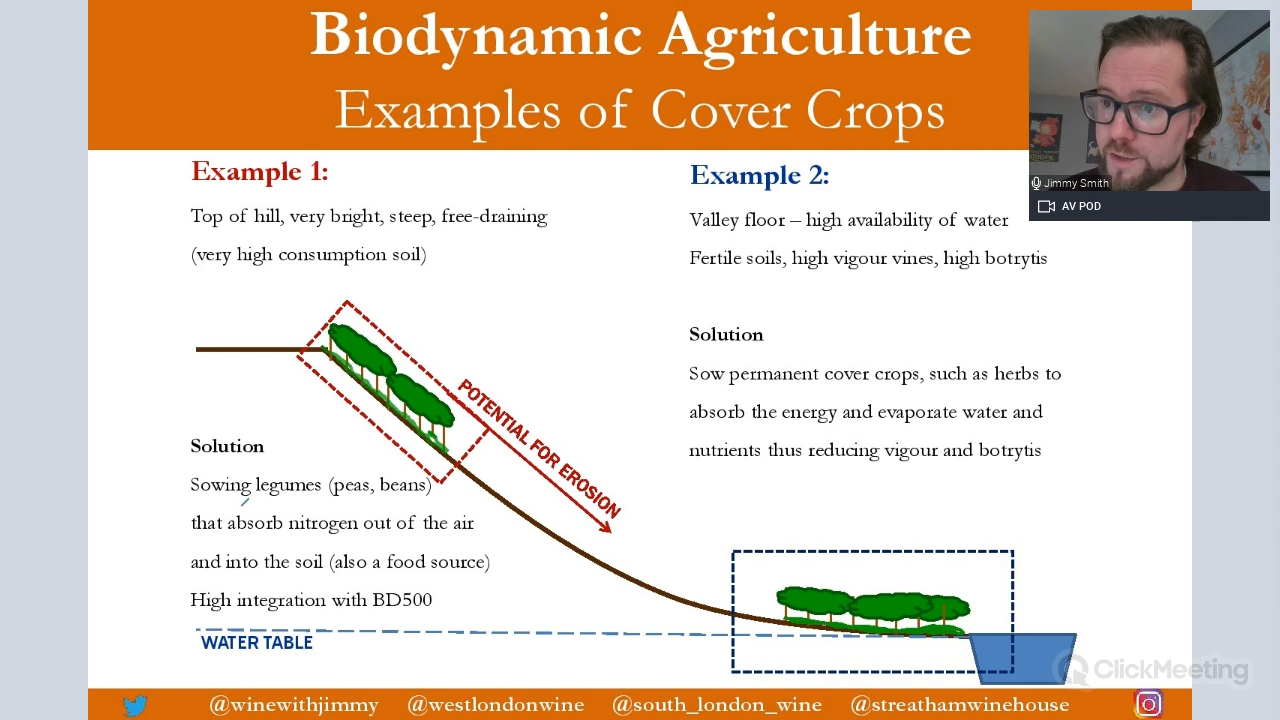 Biodynamic Agriculture
Examples of Cover Crops
Jimmy Smith
AV POD
Example 1:
Top of hill, very bright, steep, free-draining
(very high consumption soil)
Example 2:
Valley floor – high availability of water
Fertile soils, high vigour vines, high botrytis
Solution
Sow permanent cover crops, such as herbs to
absorb the energy and evaporate water and
nutrients thus reducing vigour and botrytis
POTENTIAL FOR EROSION
Solution
Sowing legumes (peas, beans)
that absorb nitrogen out of the air
and into the soil (also a food source)
High integration with BD500
WATER TABLE
ClickMeeting
@winewithjimmy @westlondonwine @south_london_wine @streathamwinehouse